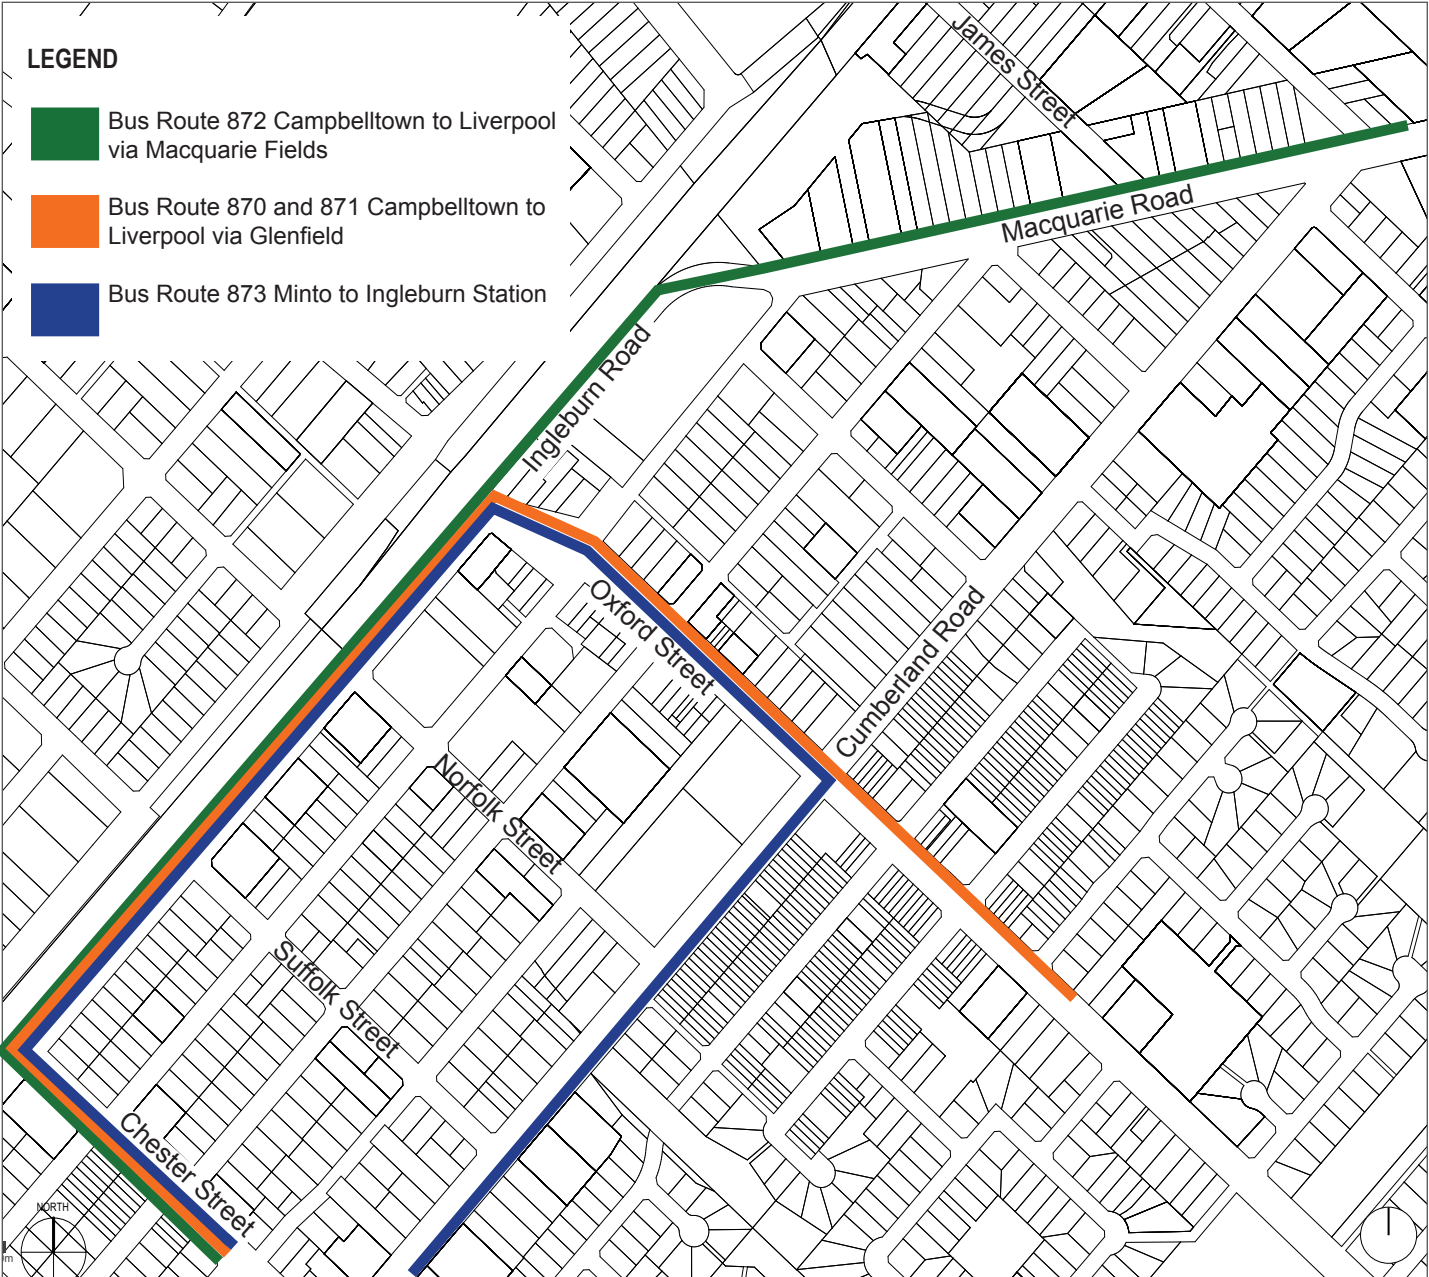 LEGEND
Bus Route 872 Campbelltown to Liverpool
via Macquarie Fields
Bus Route 870 and 871 Campbelltown to
Liverpool via Glenfield
Bus Route 873 Minto to Ingleburn Station
James Street
Macquarie Road
Ingleburn Road
Oxford Street
Cumberland Road
Norfolk Street
Suffolk Street
Chester Street
NORTH